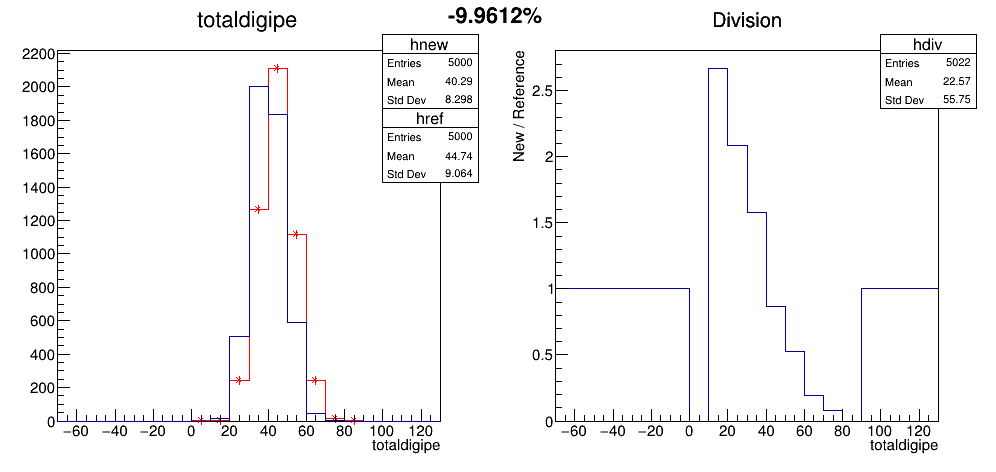 -9.9612%
totaldigipe
hnew
Entries 5000
Mean 40.29
Std Dev 8.298
href
Entries 5000
Mean 44.74
Std Dev 9.064
2200
2000
1800
1600
1400
1200
1000
800
600
400
200
0
−60 −40 −20 0 20 40 60 80 100 120
totaldigipe
Division
hdiv
Entries 5022
Mean 22.57
Std Dev 55.75
New / Reference
2.5
2
1.5
1
0.5
0
−60 −40 −20 0 20 40 60 80 100 120
totaldigipe